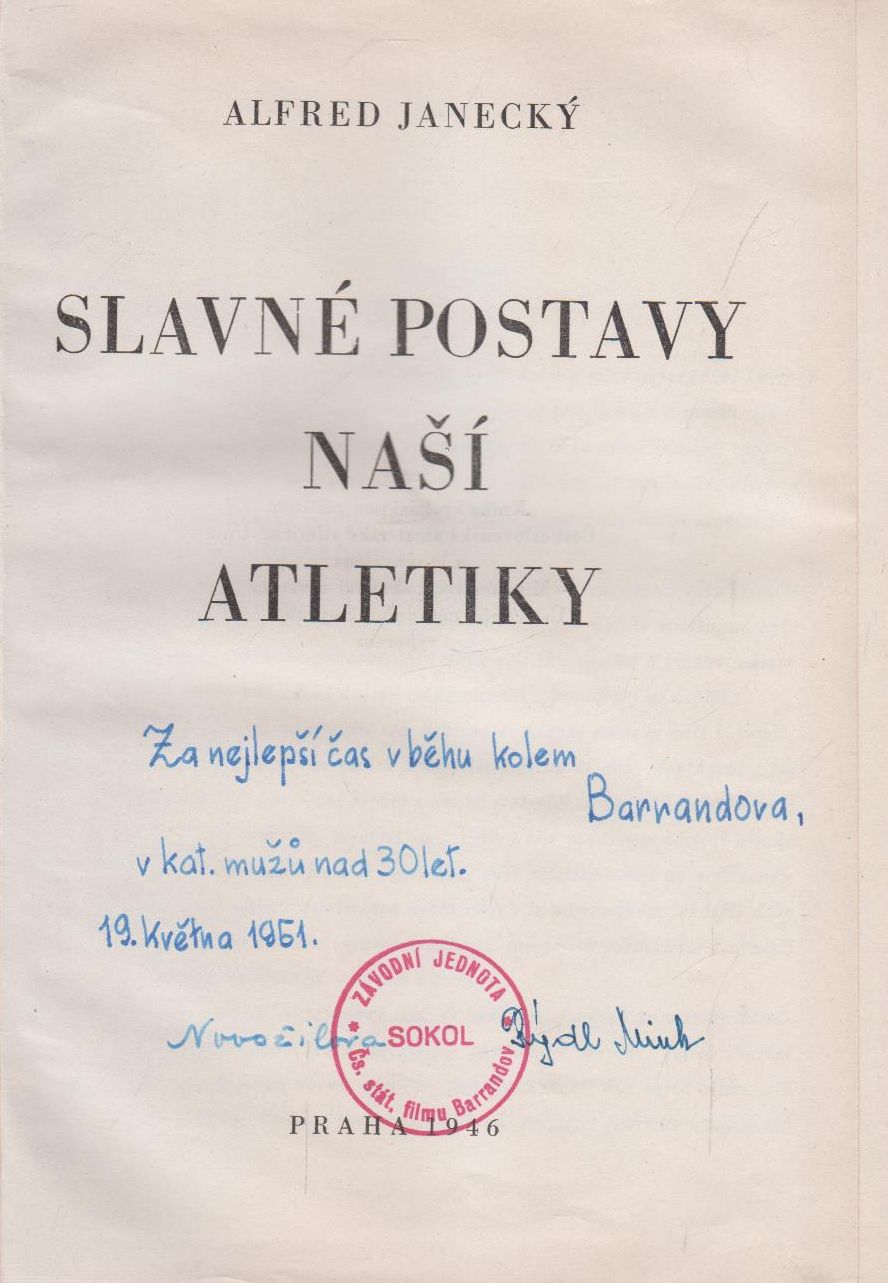 ALFRED JANECKÝ
SLAVNÉ POSTAVY
NAŠÍ
ATLETIKY
Za nejlepší čas v běhu kolem
Barrandova,
v kat. mužů nad 30 let.
19. Května 1951.
ZÁVODNÍ JEDNOTA
SOKOL
Čs. stát. filmu Barrandov
PRAHA 1946